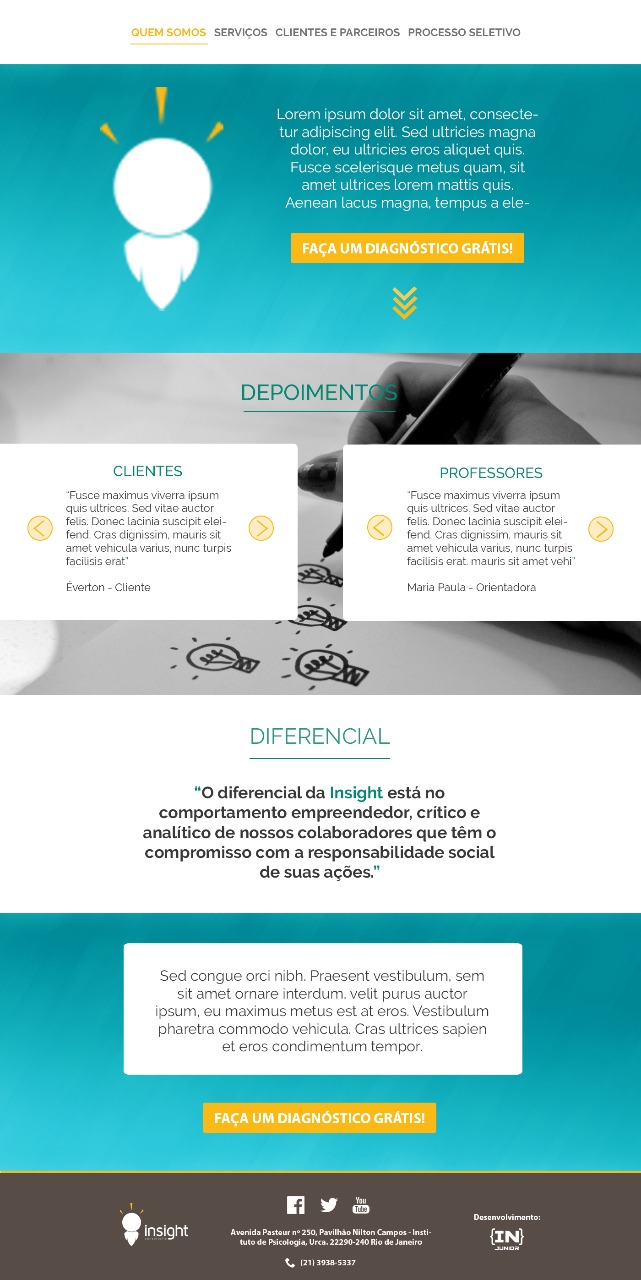 QUEM SOMOS SERVIÇOS CLIENTES E PARCEIROS PROCESSO SELETIVO
Lorem ipsum dolor sit amet, consecte-
tur adipiscing elit. Sed ultricies magna
dolor, eu ultricies eros aliquet quis.
Fusce scelerisque metus quam, sit
amet ultrices lorem mattis quis.
Aenean lacus magna, tempus a ele-
FAÇA UM DIAGNÓSTICO GRÁTIS!
DEPOIMENTOS
CLIENTES
“Fusce maximus viverra ipsum
quis ultrices. Sed vitae auctor
felis. Donec lacinia suscipit elei-
fend. Cras dignissim, mauris sit
amet vehicula varius, nunc turpis
facilisis erat”
Éverton - Cliente
PROFESSORES
“Fusce maximus viverra ipsum
quis ultrices. Sed vitae auctor
felis. Donec lacinia suscipit elei-
fend. Cras dignissim, mauris sit
amet vehicula varius, nunc turpis
facilisis erat. mauris sit amet vehi”
Maria Paula - Orientadora
DIFERENCIAL
“O diferencial da Insight está no
comportamento empreendedor, crítico e
analítico de nossos colaboradores que têm o
compromisso com a responsabilidade social
de suas ações.”
Sed congue orci nibh. Praesent vestibulum, sem
sit amet ornare interdum. velit purus auctor
ipsum, eu maximus metus est at eros. Vestibulum
pharetra commodo vehicula. Cras ultrices sapien
et eros condimentum tempor.
FAÇA UM DIAGNÓSTICO GRÁTIS!
insight
You
Tube
Avenida Pasteur nº 250, Pavilhão Nilton Campos - Insti-
tuto de Psicologia, Urca. 22290-240 Rio de Janeiro
(21) 3938-5337
Desenvolvimento:
{IN}
JUNIOR